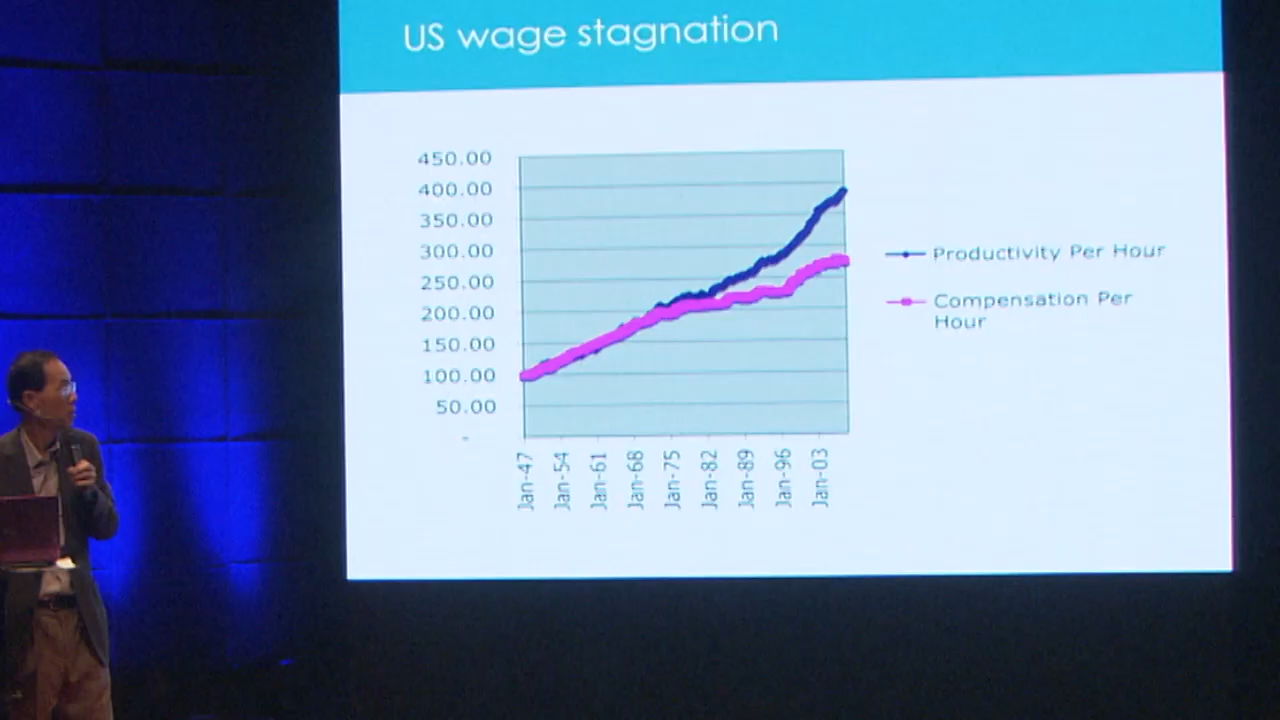 US wage stagnation
450.00
400.00
350.00
300.00
250.00
200.00
150.00
100.00
50.00
-
Jan-47
Jan-54
Jan-61
Jan-68
Jan-75
Jan-82
Jan-89
Jan-96
Jan-03
Productivity Per Hour
Compensation Per
Hour